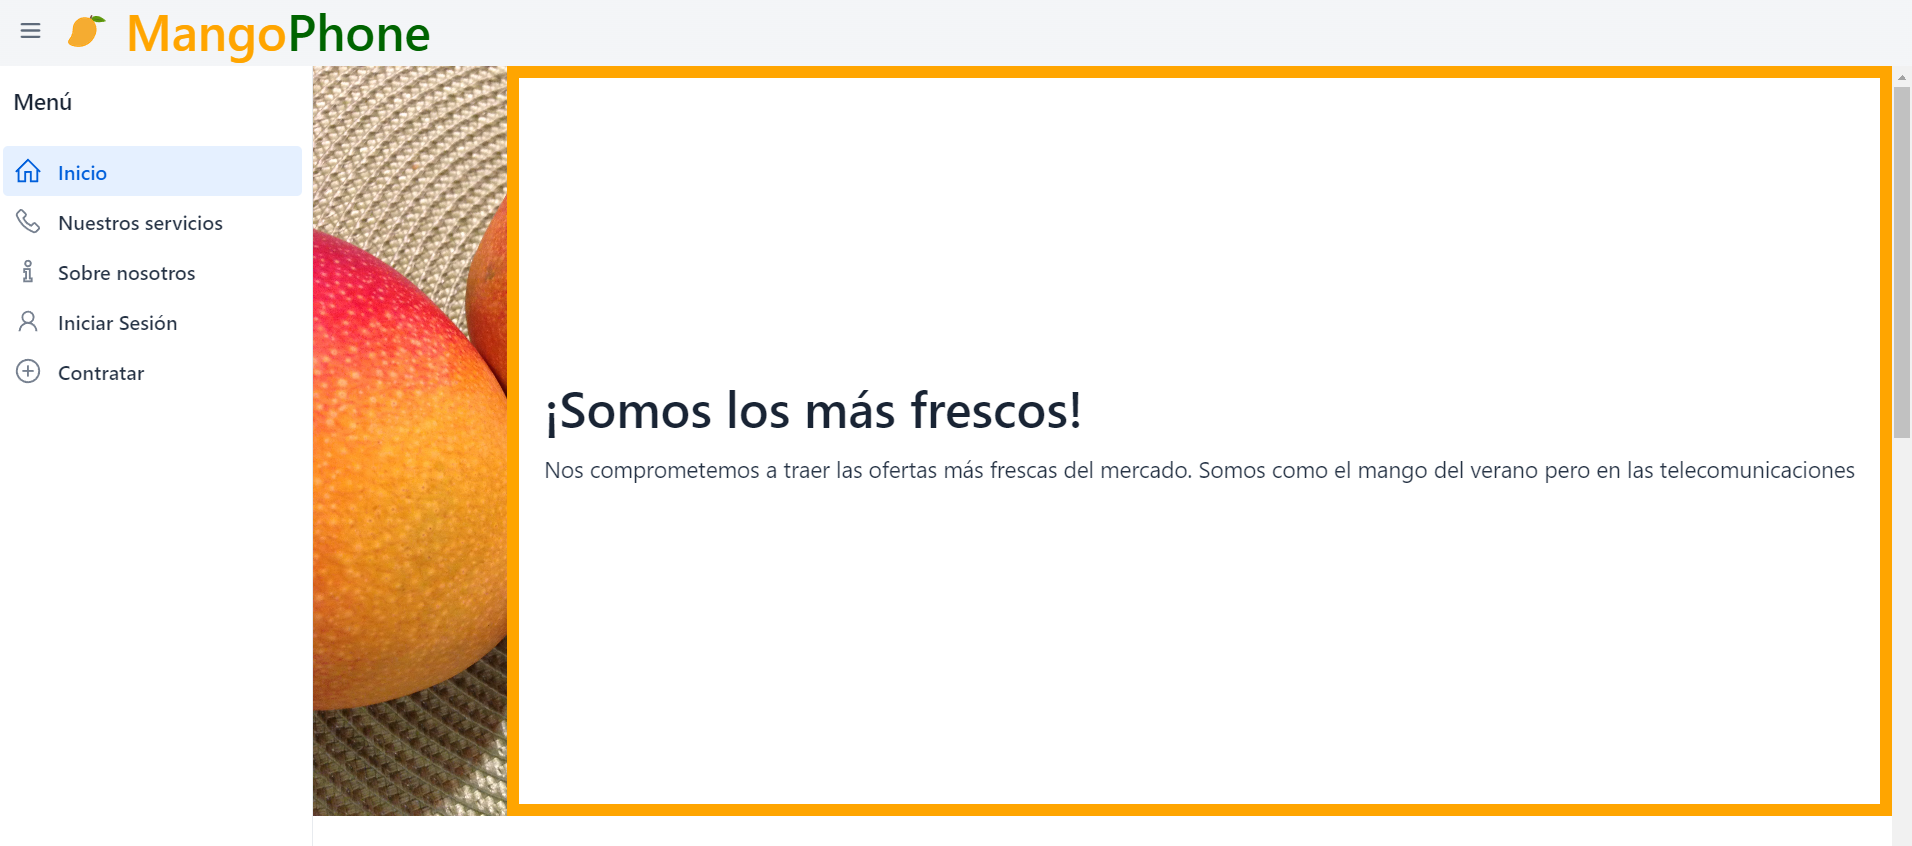 MangoPhone
Menú
Inicio
Nuestros servicios
Sobre nosotros
Iniciar Sesión
Contratar
¡Somos los más frescos!
Nos comprometemos a traer las ofertas más frescas del mercado. Somos como el mango del verano pero en las telecomunicaciones